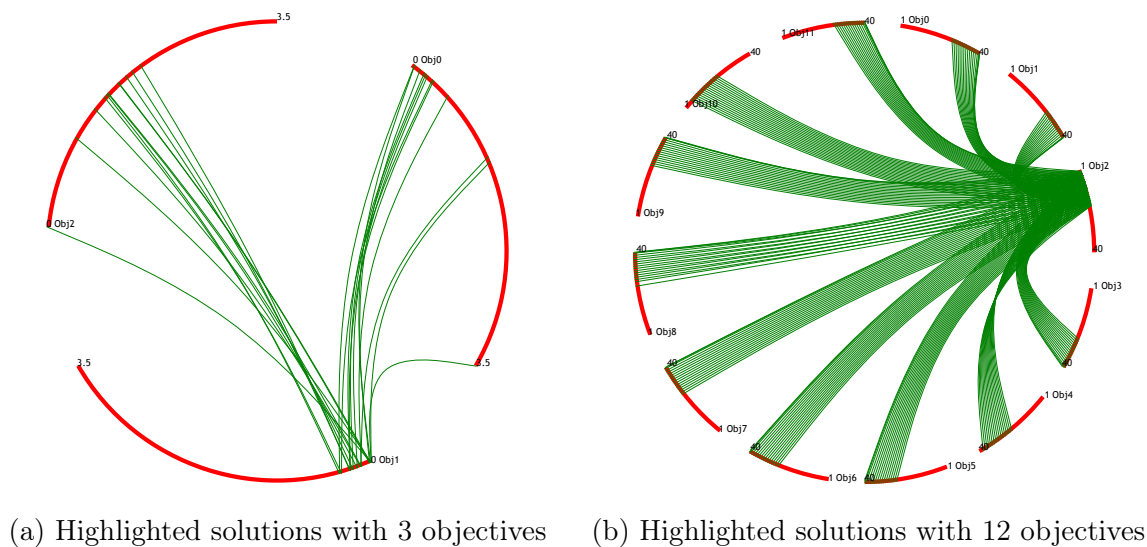 3.5
0 Obj0
0 Obj2
3.5
3.5
0 Obj1
1 Obj11
40
1 Obj0
40
40
1 Obj1
1 Obj10
40
40
1 Obj2
1 Obj9
40
40
1 Obj3
1 Obj8
40
40
1 Obj4
1 Obj7
40
40
1 Obj6
40
1 Obj5
(a) Highlighted solutions with 3 objectives
(b) Highlighted solutions with 12 objectives